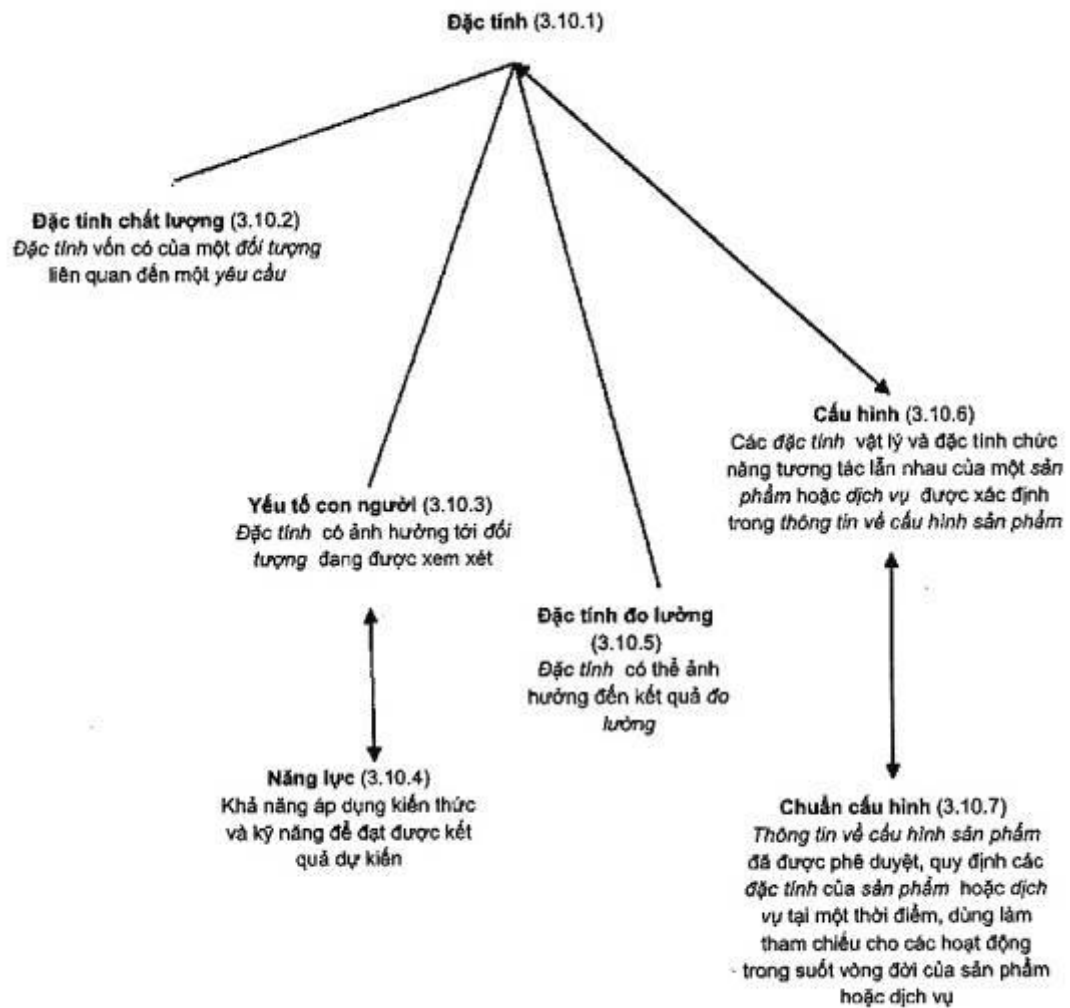 Đặc tính (3.10.1)
Đặc tính chất lượng (3.10.2)
Đặc tính vốn có của một đối tượng
liên quan đến một yêu cầu
Yếu tố con người (3.10.3)
Đặc tính có ảnh hưởng tới đối
tượng đang được xem xét
Năng lực (3.10.4)
Khả năng áp dụng kiến thức
và kỹ năng để đạt được kết
quả dự kiến
Đặc tính đo lường
(3.10.5)
Đặc tính có thể ảnh
hưởng đến kết quả đo
lường
Cấu hình (3.10.6)
Các đặc tính vật lý và đặc tính chức
năng tương tác lẫn nhau của một sản
phẩm hoặc dịch vụ được xác định
trong thông tin về cấu hình sản phẩm
Chuẩn cấu hình (3.10.7)
Thông tin về cấu hình sản phẩm
đã được phê duyệt, quy định các
đặc tính của sản phẩm hoặc dịch
vụ tại một thời điểm, dùng làm
tham chiếu cho các hoạt động
trong suốt vòng đời của sản phẩm
hoặc dịch vụ